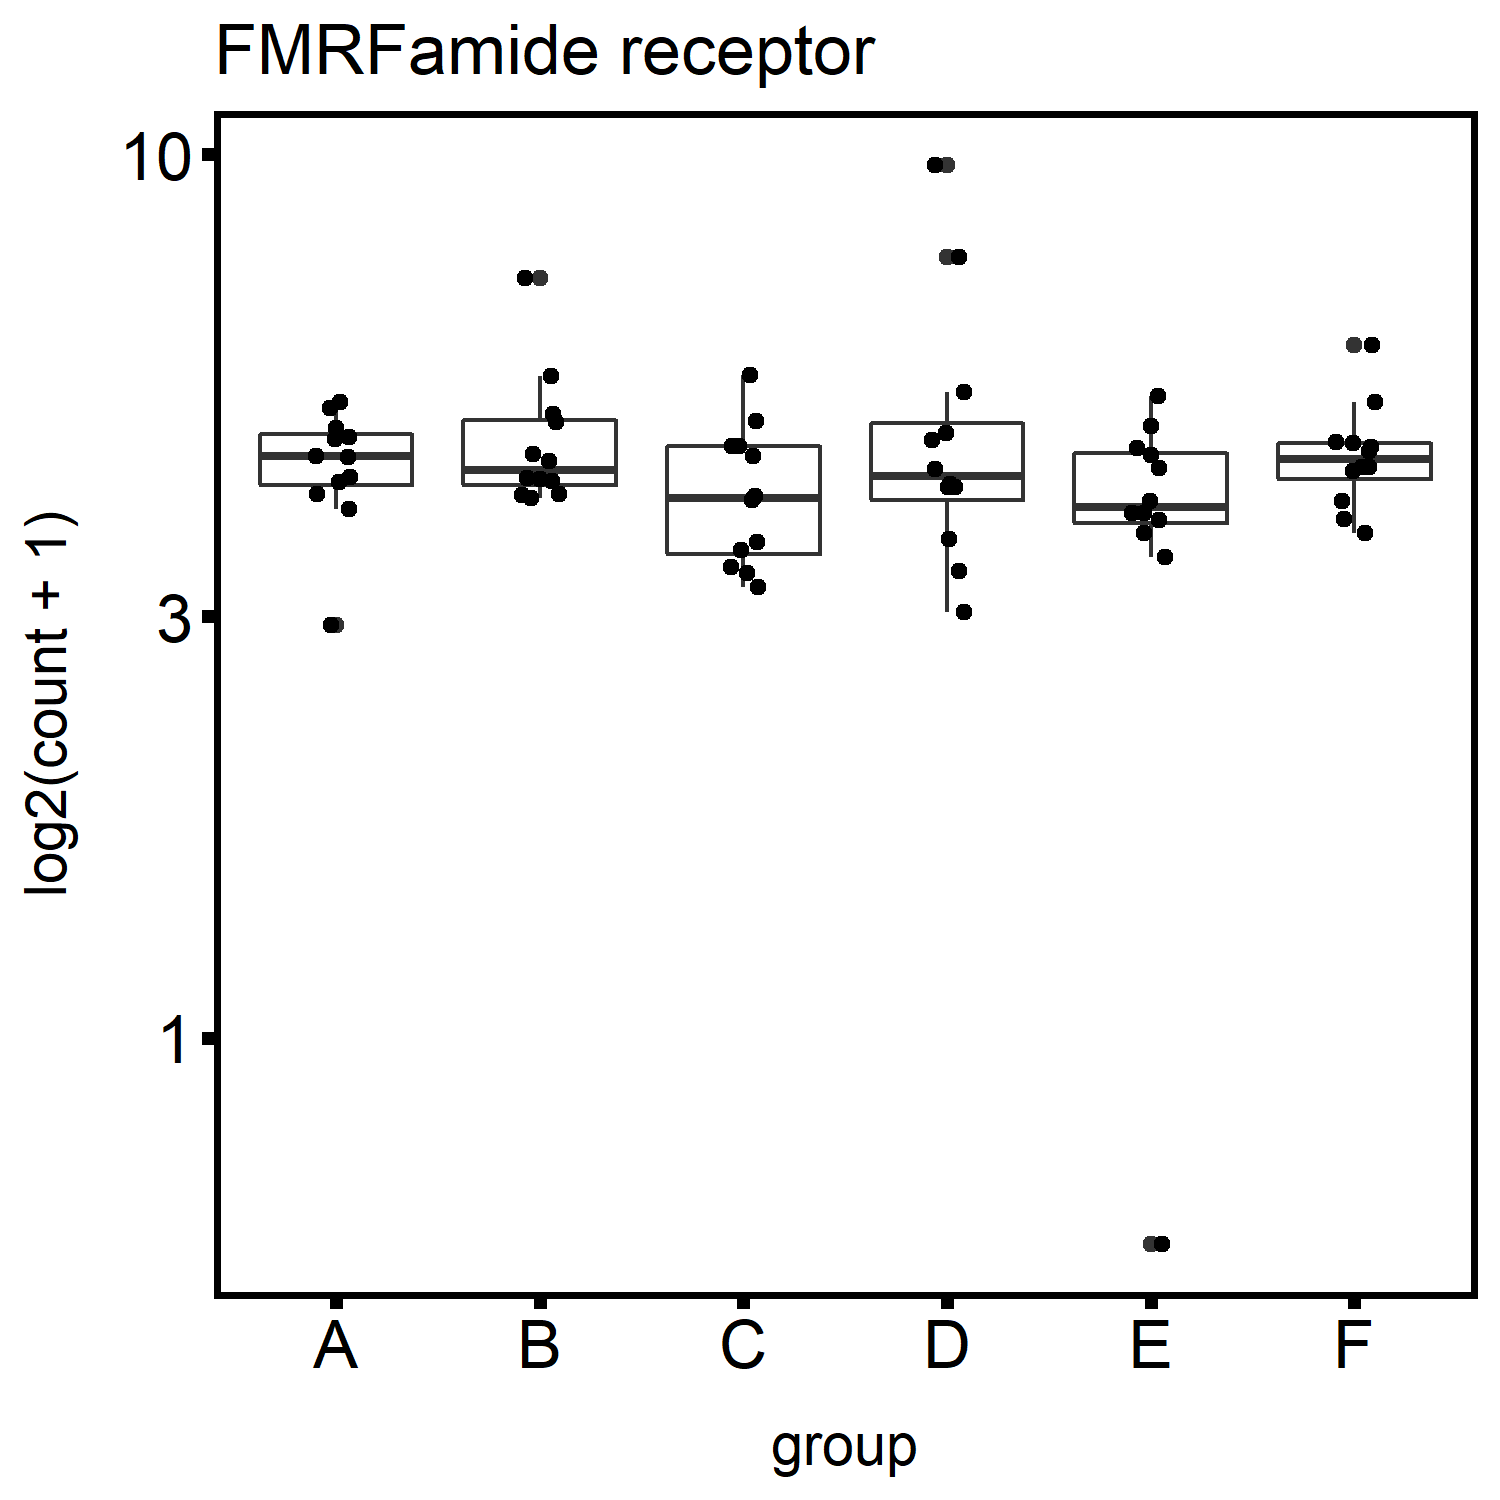 FMRFamide receptor
10
3
1
log2(count + 1)
A B C D E F
group